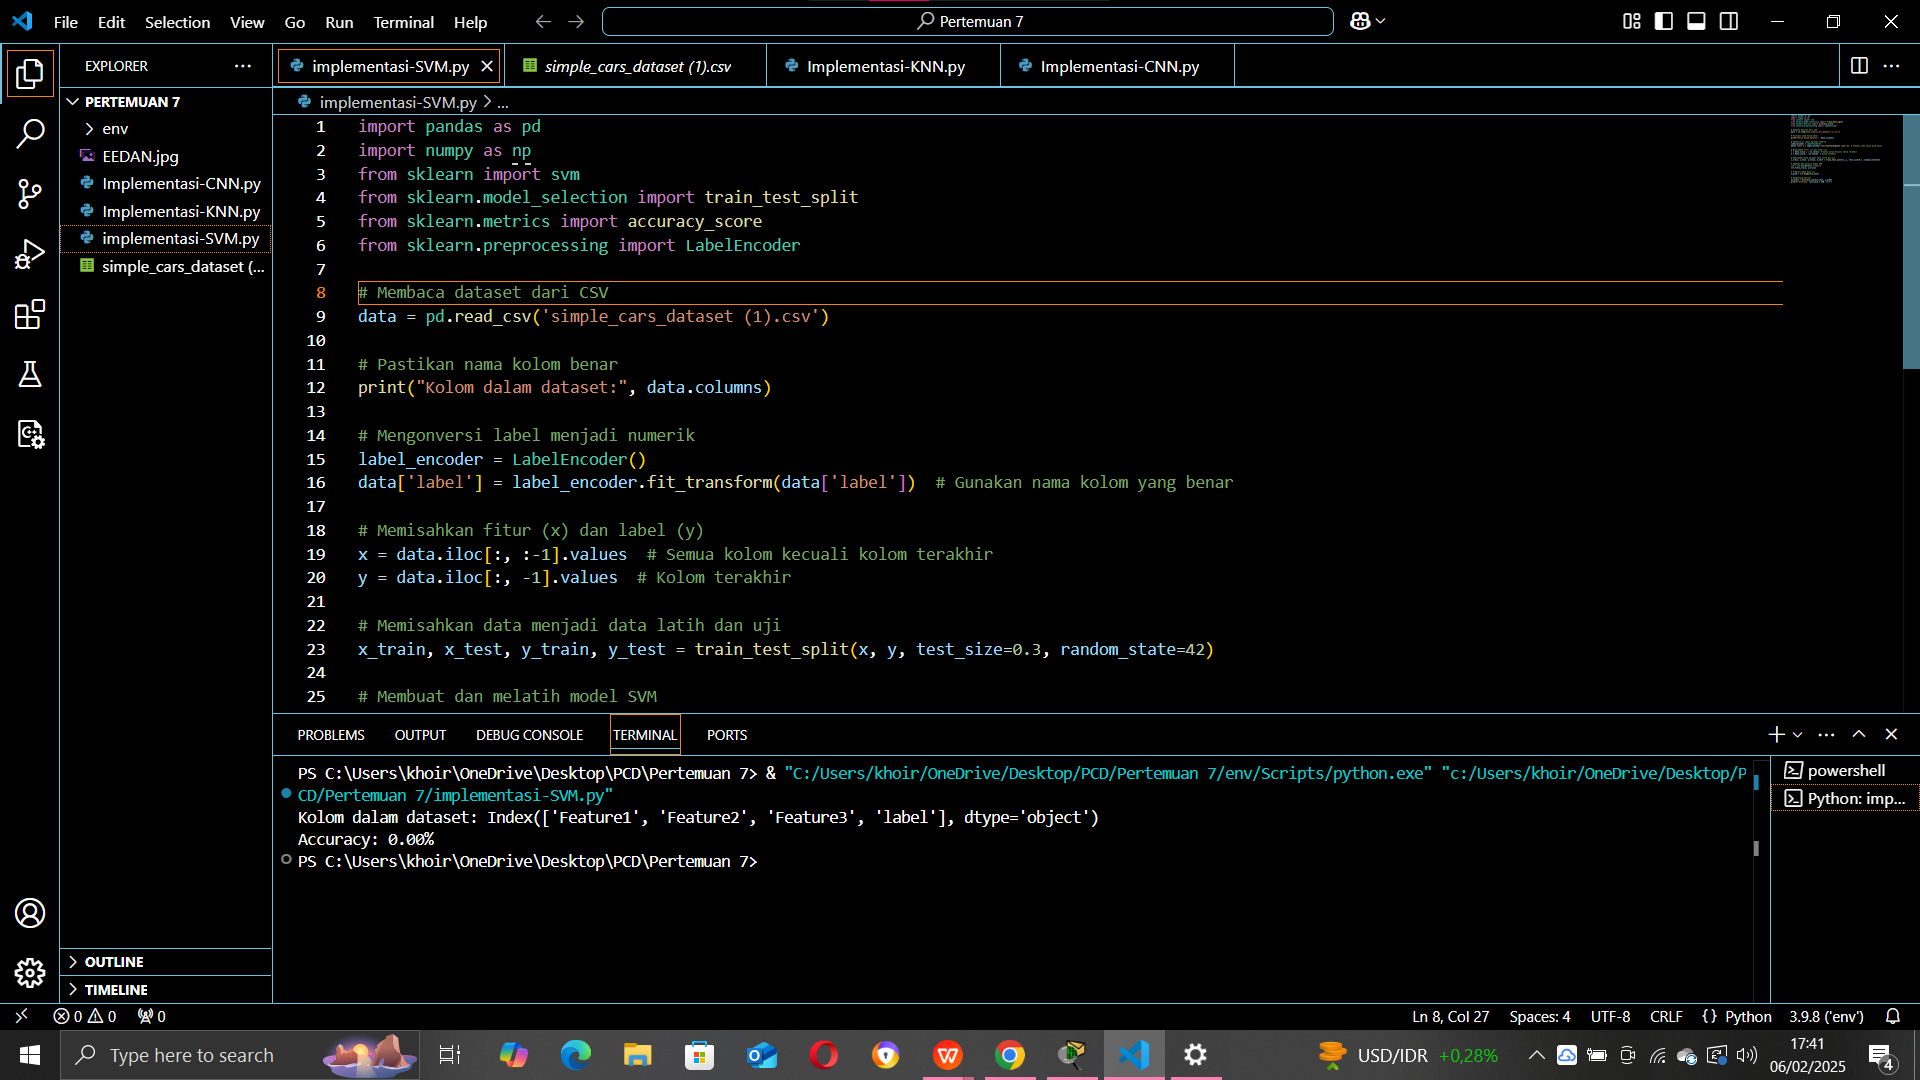 File Edit Selection View Go Run Terminal Help
Pertemuan 7
EXPLORER
PERTEMUAN 7
env
EEDAN.jpg
Implementasi-CNN.py
Implementasi-KNN.py
implementasi-SVM.py
simple_cars_dataset (...
OUTLINE
TIMELINE
implementasi-SVM.py
simple_cars_dataset (1).csv
Implementasi-KNN.py
Implementasi-CNN.py
implementasi-SVM.py > ...
1 import pandas as pd
2 import numpy as np
3 from sklearn import svm
4 from sklearn.model_selection import train_test_split
5 from sklearn.metrics import accuracy_score
6 from sklearn.preprocessing import LabelEncoder
7
8 # Membaca dataset dari CSV
9 data = pd.read_csv('simple_cars_dataset (1).csv')
10
11 # Pastikan nama kolom benar
12 print("Kolom dalam dataset:", data.columns)
13
14 # Mengonversi label menjadi numerik
15 label_encoder = LabelEncoder()
16 data['label'] = label_encoder.fit_transform(data['label'])  # Gunakan nama kolom yang benar
17
18 # Memisahkan fitur (x) dan label (y)
19 x = data.iloc[:, :-1].values  # Semua kolom kecuali kolom terakhir
20 y = data.iloc[:, -1].values  # Kolom terakhir
21
22 # Memisahkan data menjadi data latih dan uji
23 x_train, x_test, y_train, y_test = train_test_split(x, y, test_size=0.3, random_state=42)
24
25 # Membuat dan melatih model SVM
PROBLEMS OUTPUT DEBUG CONSOLE TERMINAL PORTS
PS C:\Users\khoir\OneDrive\Desktop\PCD\Pertemuan 7> & "C:/Users/khoir/OneDrive/Desktop/PCD/Pertemuan 7/env/Scripts/python.exe" "c:/Users/khoir/OneDrive/Desktop/P
CD/Pertemuan 7/implementasi-SVM.py"
Kolom dalam dataset: Index(['Feature1', 'Feature2', 'Feature3', 'label'], dtype='object')
Accuracy: 0.00%
PS C:\Users\khoir\OneDrive\Desktop\PCD\Pertemuan 7>
powershell
Python: imp...
0 0 0
Ln 8, Col 27 Spaces: 4 UTF-8 CRLF {} Python 3.9.8 ('env')
Type here to search
USD/IDR +0,28%
17:41
06/02/2025
4